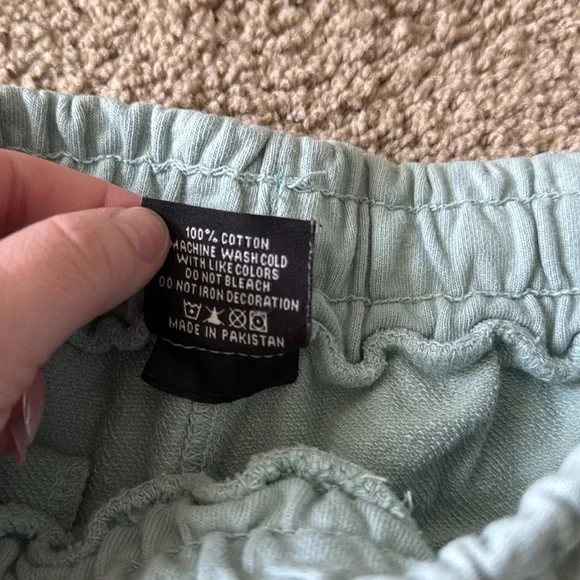 100% COTTON
MACHINE WASH COLD
WITH LIKE COLORS
DO NOT BLEACH
DO NOT IRON DECORATION
MADE IN PAKISTAN